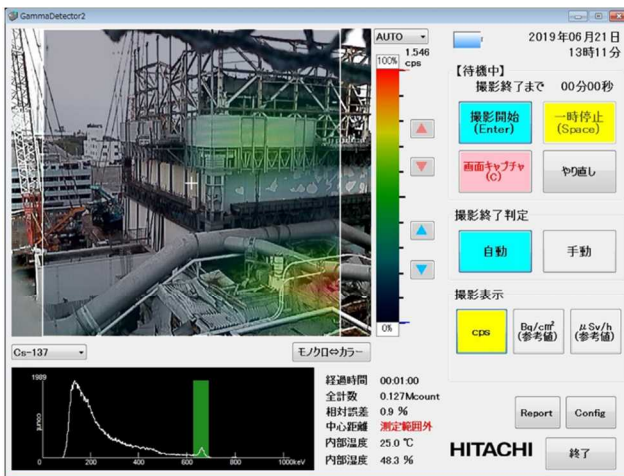 GammaDetector2
AUTO
1.546
cps
100%
0%
2019年06月21日
13時11分
【待機中】
撮影終了まで 00分00秒
撮影開始
(Enter)
一時停止
(Space)
画面キャプチャ
(C)
やり直し
撮影終了判定
自動
手動
撮影表示
cps
Bq/c㎡
(参考値)
μSv/h
(参考値)
Cs-137
モノクロ⇔カラー
1989
count
0
200
400
600
800
1000keV
経過時間 00:01:00
全計数 0.127Mcount
相対誤差 0.9 %
中心距離 測定範囲外
内部温度 25.0 ℃
内部湿度 48.3 %
Report
Config
HITACHI
終了